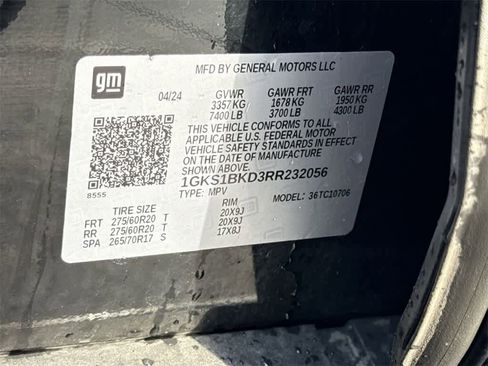 gm
MFD BY GENERAL MOTORS LLC
04/24 GVWR GAWR FRT GAWR RR
3357 KG 1678 KG 1950 KG
7400 LB 3700 LB 4300 LB
THIS VEHICLE CONFORMS TO ALL
APPLICABLE U.S. FEDERAL MOTOR
VEHICLE SAFETY STANDARDS IN EFFECT
ON THE DATE OF MANUFACTURE
SHOWN ABOVE.
1GKS1BKD3RR232056
8555 TYPE: MPV MODEL: 36TC10706
TIRE SIZE RIM
FRT 275/60R20 T 20X9J
RR 275/60R20 T 20X9J
SPA 265/70R17 S 17X8J